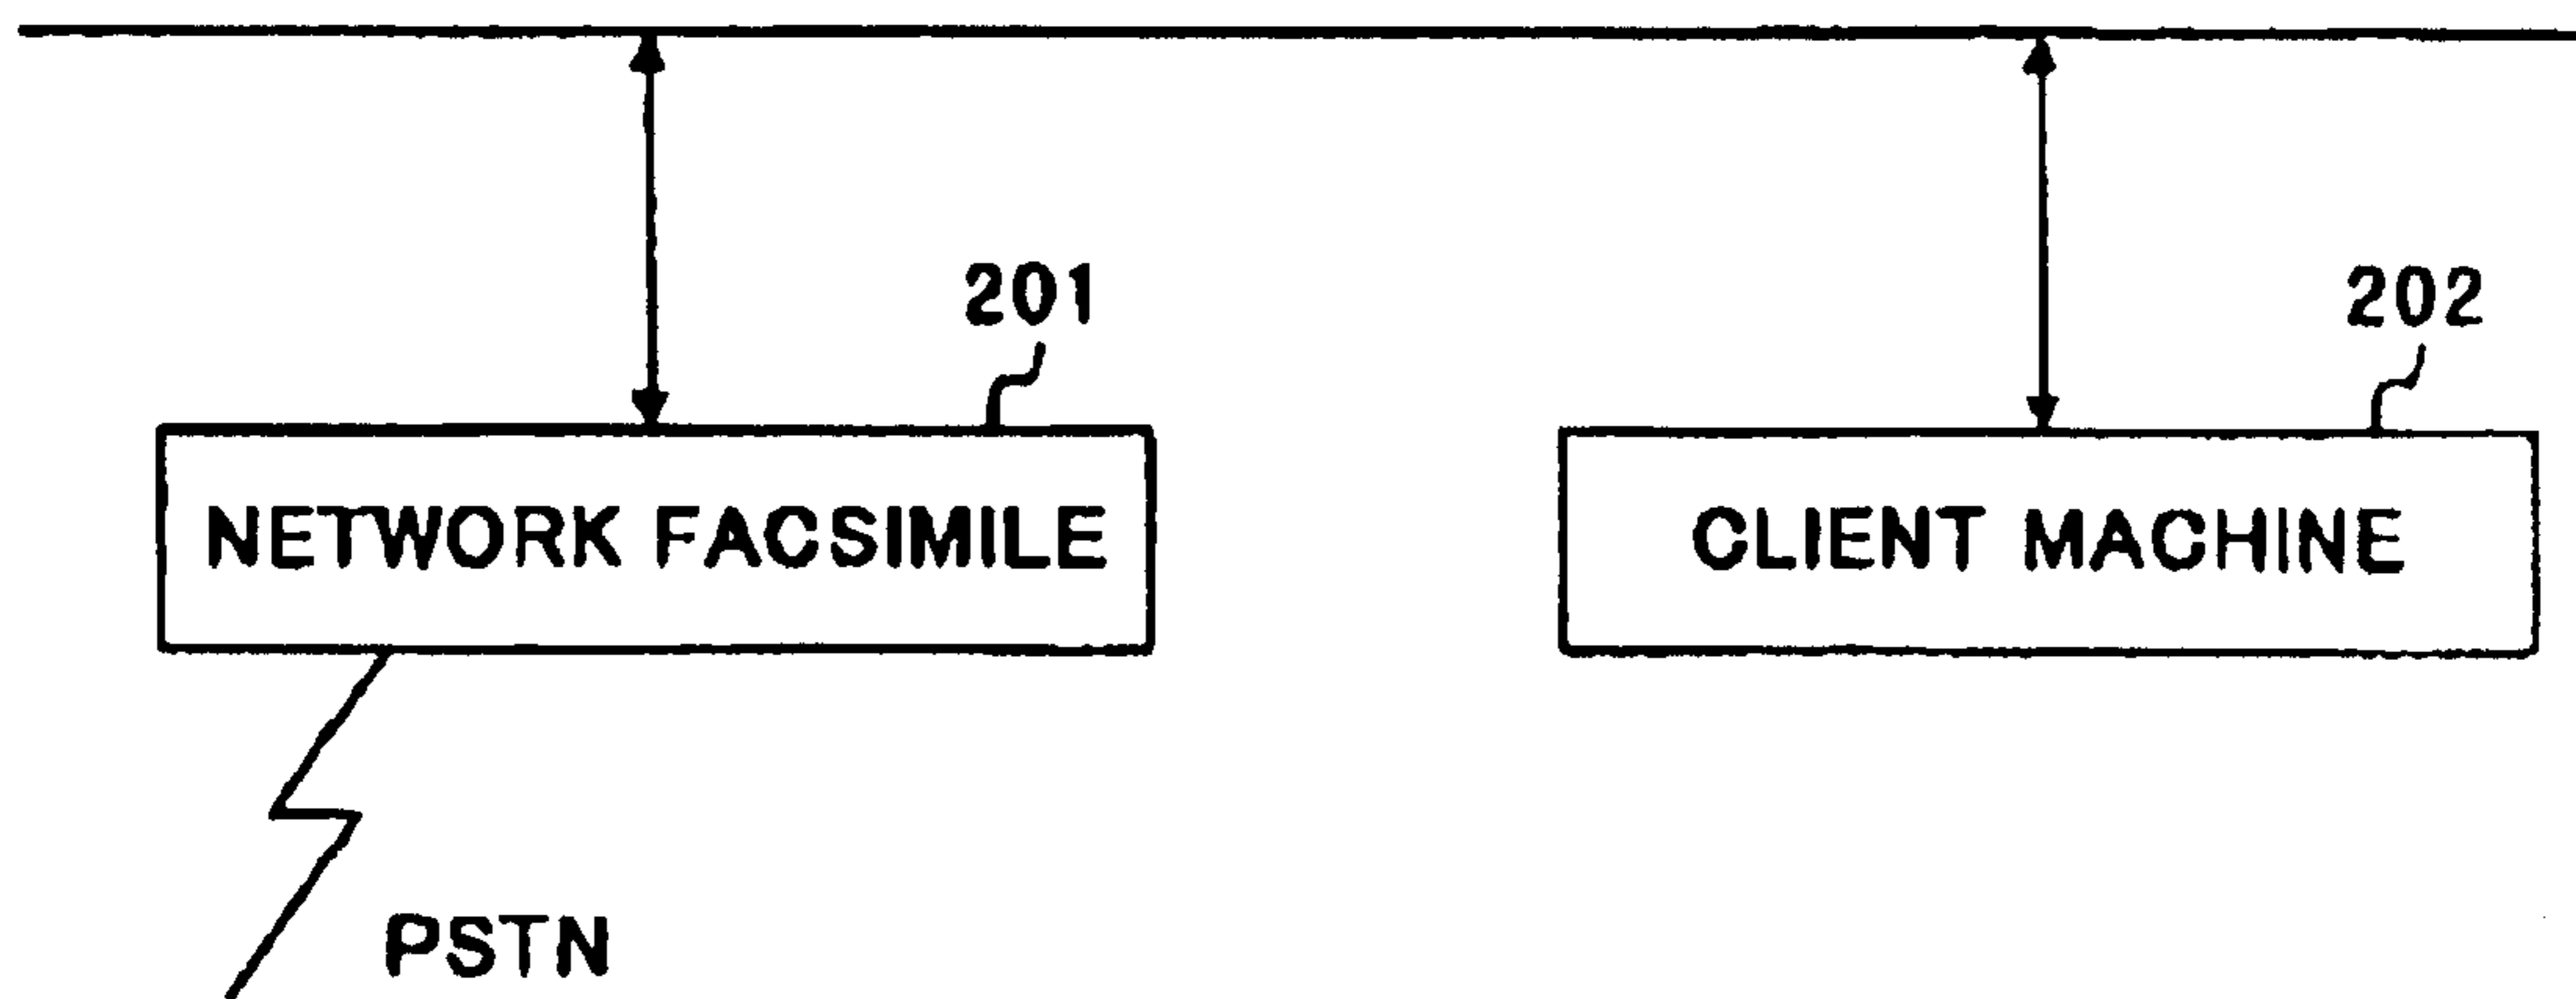 201
202
NETWORK FACSIMILE
CLIENT MACHINE
PSTN